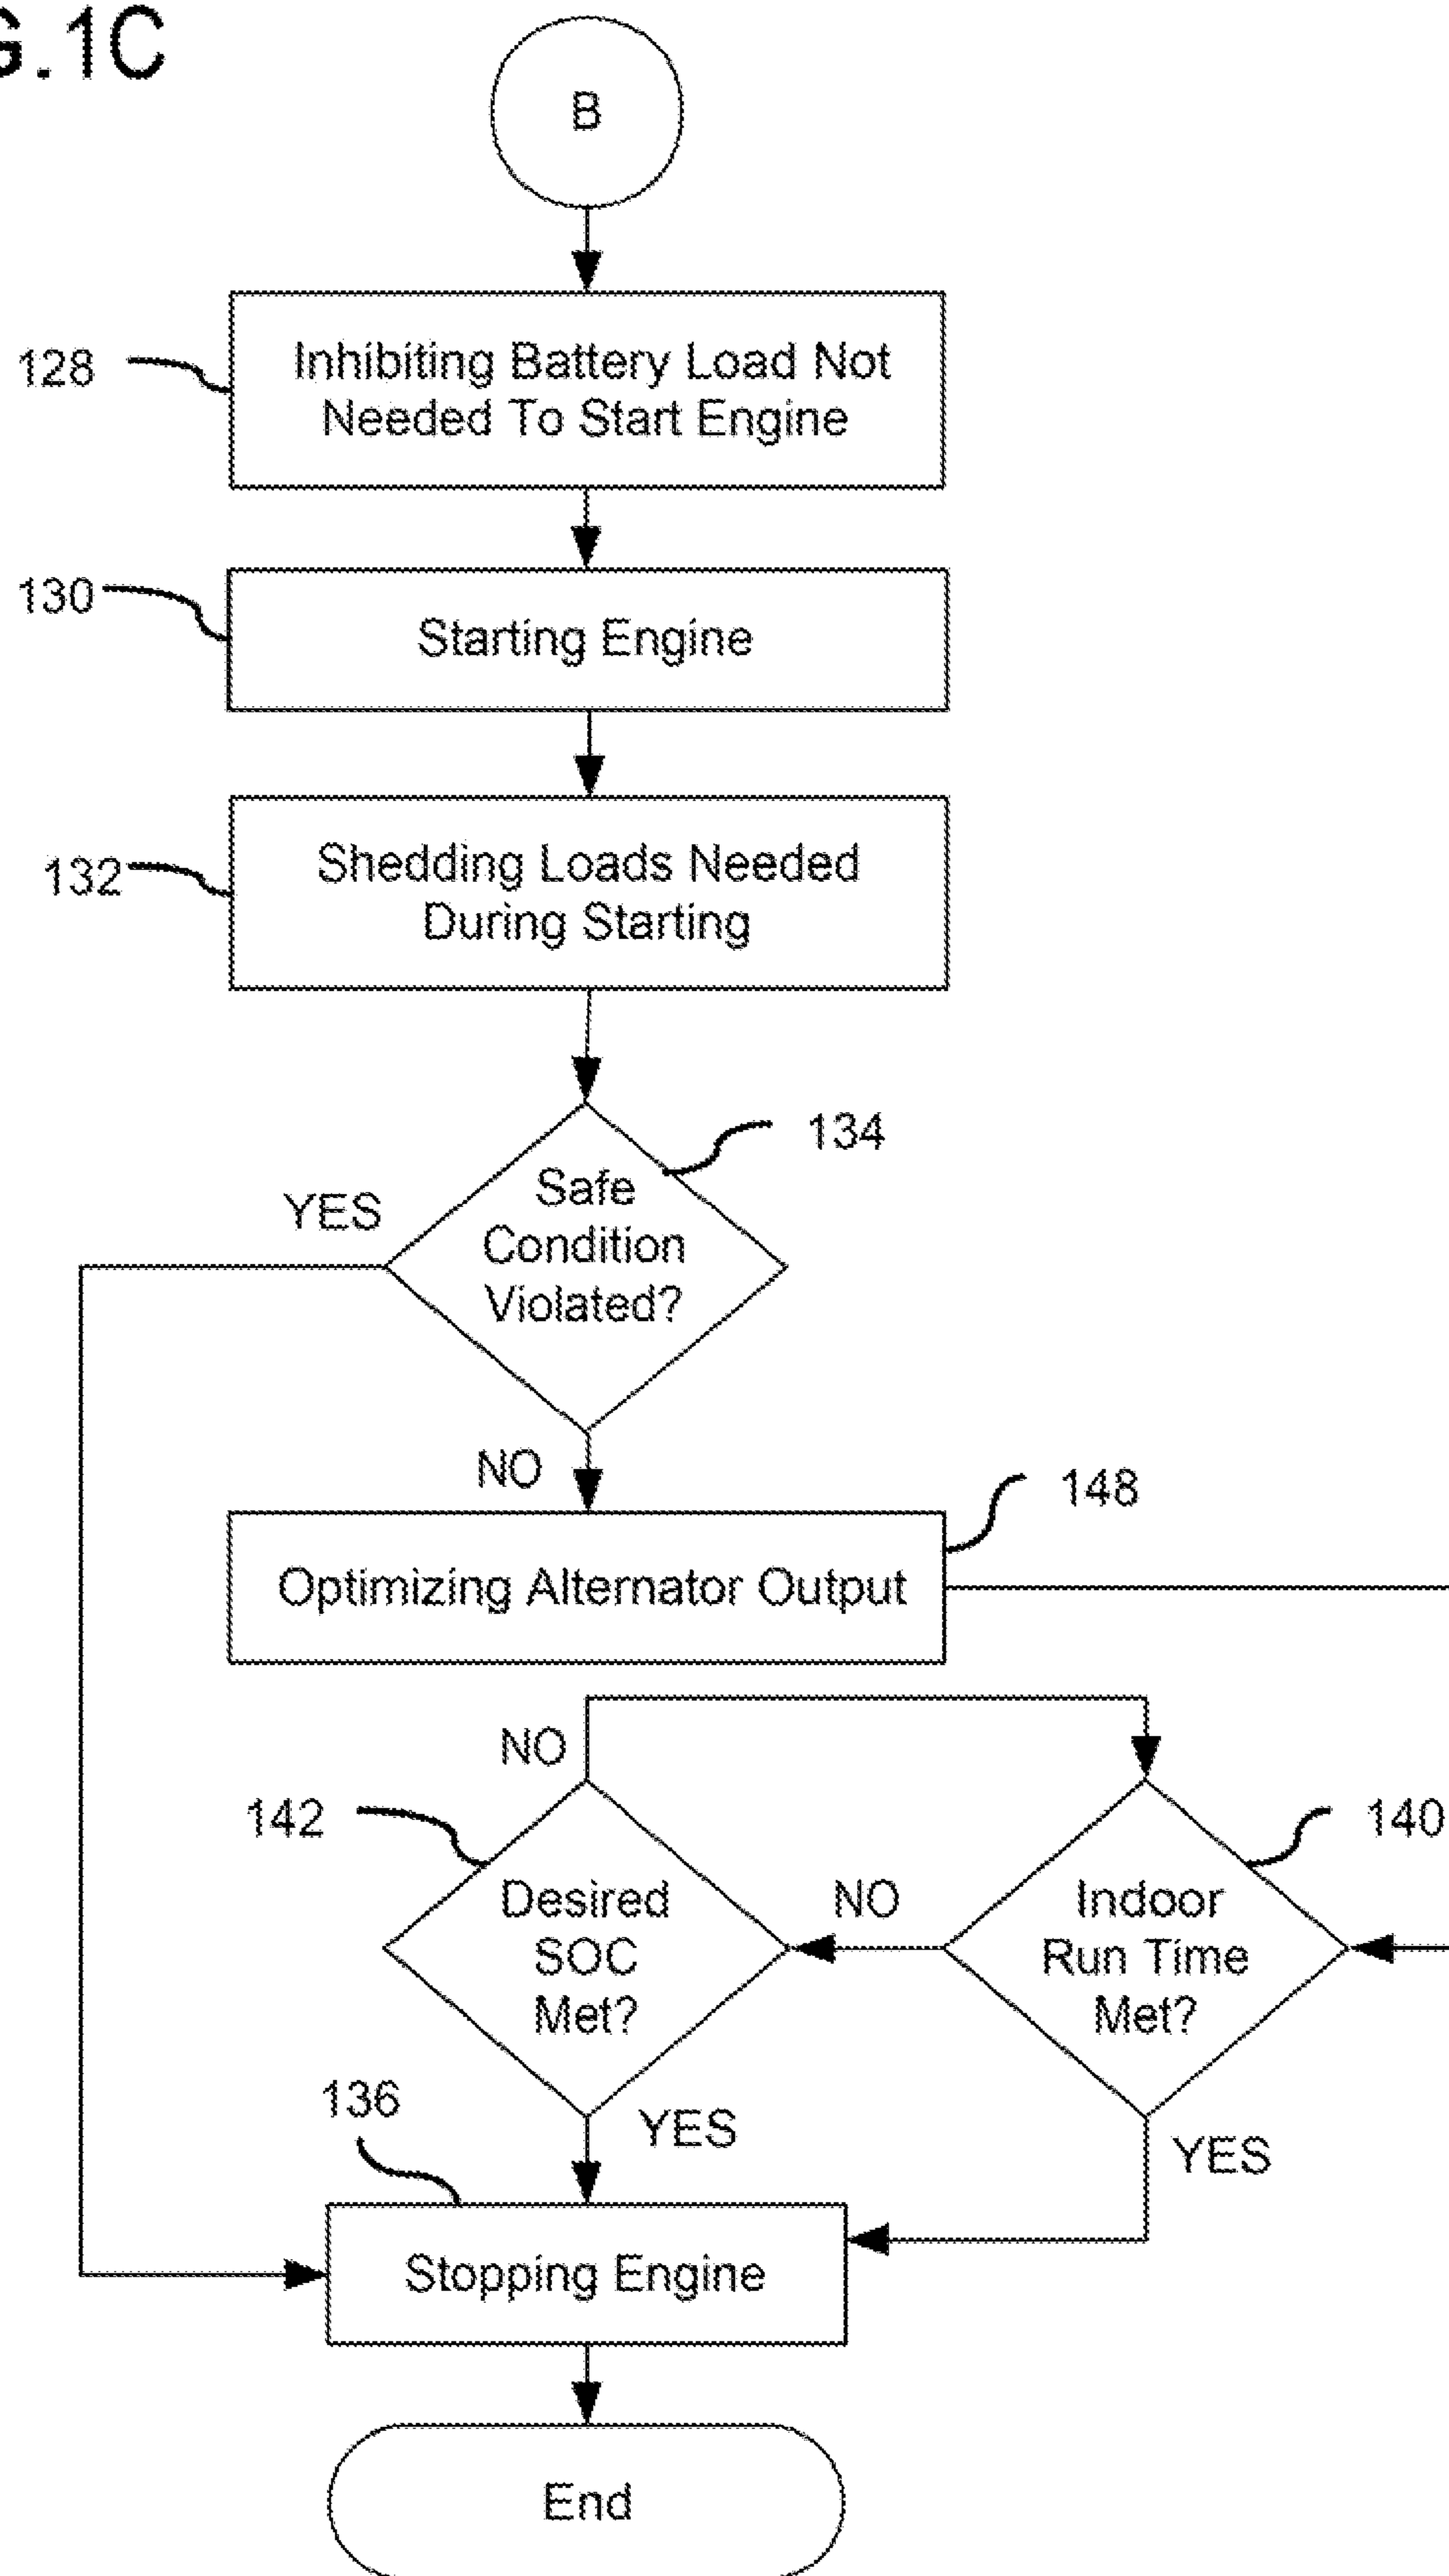 G.1C
B
128
Inhibiting Battery Load Not
Needed To Start Engine
130
Starting Engine
132
Shedding Loads Needed
During Starting
134
YES
Safe
Condition
Violated?
NO
148
Optimizing Alternator Output
NO
142
140
Desired
SOC
Met?
NO
Indoor
Run Time
Met?
136
YES
YES
Stopping Engine
End